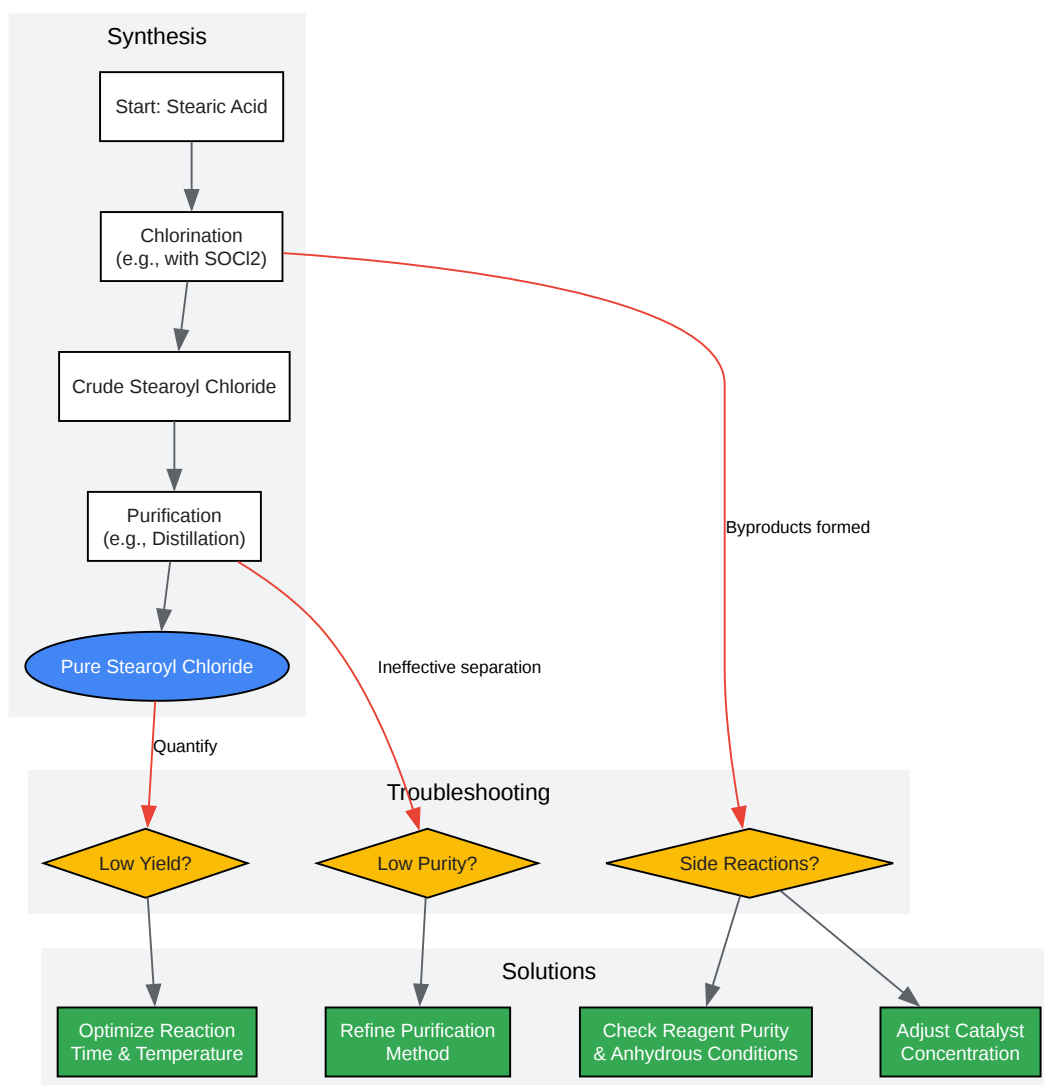 Synthesis
Start: Stearic Acid
Chlorination
(e.g., with SOCl2)
Crude Stearoyl Chloride
Purification
(e.g., Distillation)
Byproducts formed
Pure Stearoyl Chloride
Ineffective separation
Quantify
Troubleshooting
Low Yield?
Low Purity?
Side Reactions?
Solutions
Optimize Reaction
Time & Temperature
Refine Purification
Method
Check Reagent Purity
& Anhydrous Conditions
Adjust Catalyst
Concentration